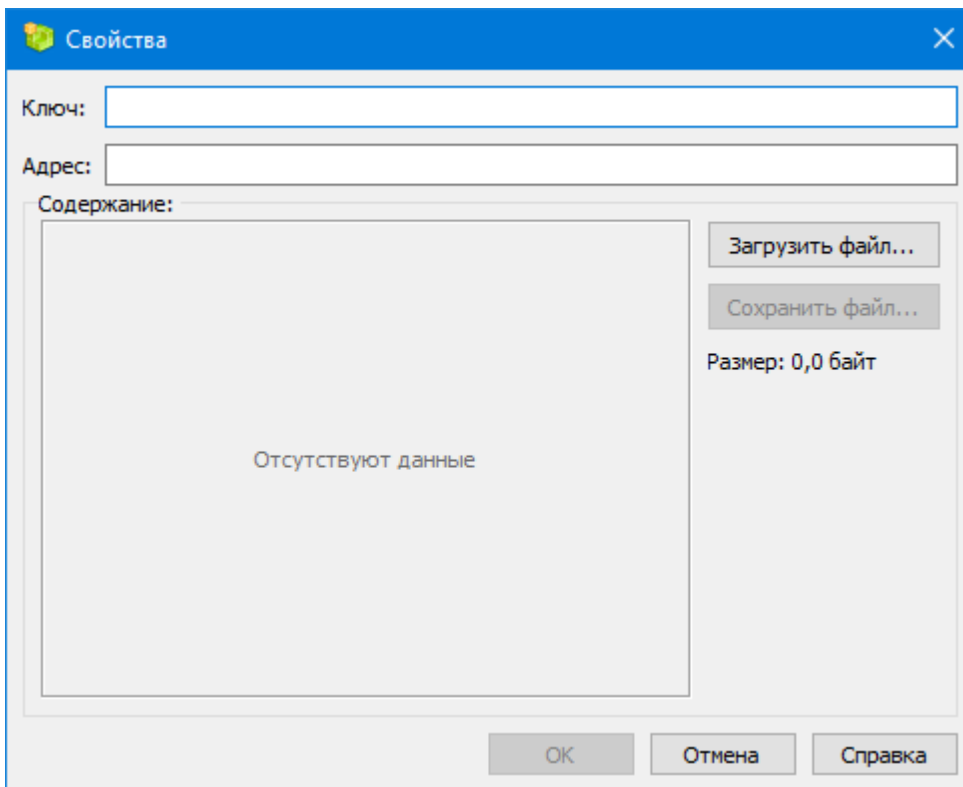 Свойства
Ключ:
Адрес:
Содержание:
Загрузить файл...
Сохранить файл...
Размер: 0,0 байт
Отсутствуют данные
OK Отмена Справка